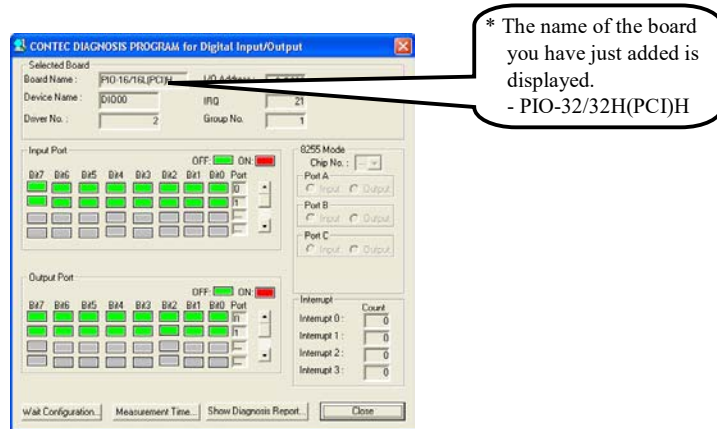 * The name of the board
you have just added is
displayed.
- PIO-32/32H(PCI)H
CONTEC DIAGNOSIS PROGRAM for Digital Input/Output
Selected Board
Board Name : PIO-16/16L(PCI)H
Device Name : DIO00 IRQ 21
Driver No. : 2 Group No. 1
Input Port
OFF: ON:
Bit7 Bit6 Bit5 Bit4 Bit3 Bit2 Bit1 Bit0 Port
0
1
8255 Mode
Chip No. :
Port A
Input Output
Port B
Input Output
Port C
Input Output
Output Port
OFF: ON:
Bit7 Bit6 Bit5 Bit4 Bit3 Bit2 Bit1 Bit0 Port
0
1
Interrupt
Count
Interrupt 0 : 0
Interrupt 1 : 0
Interrupt 2 : 0
Interrupt 3 : 0
Wait Configuration... Measurement Time... Show Diagnosis Report... Close